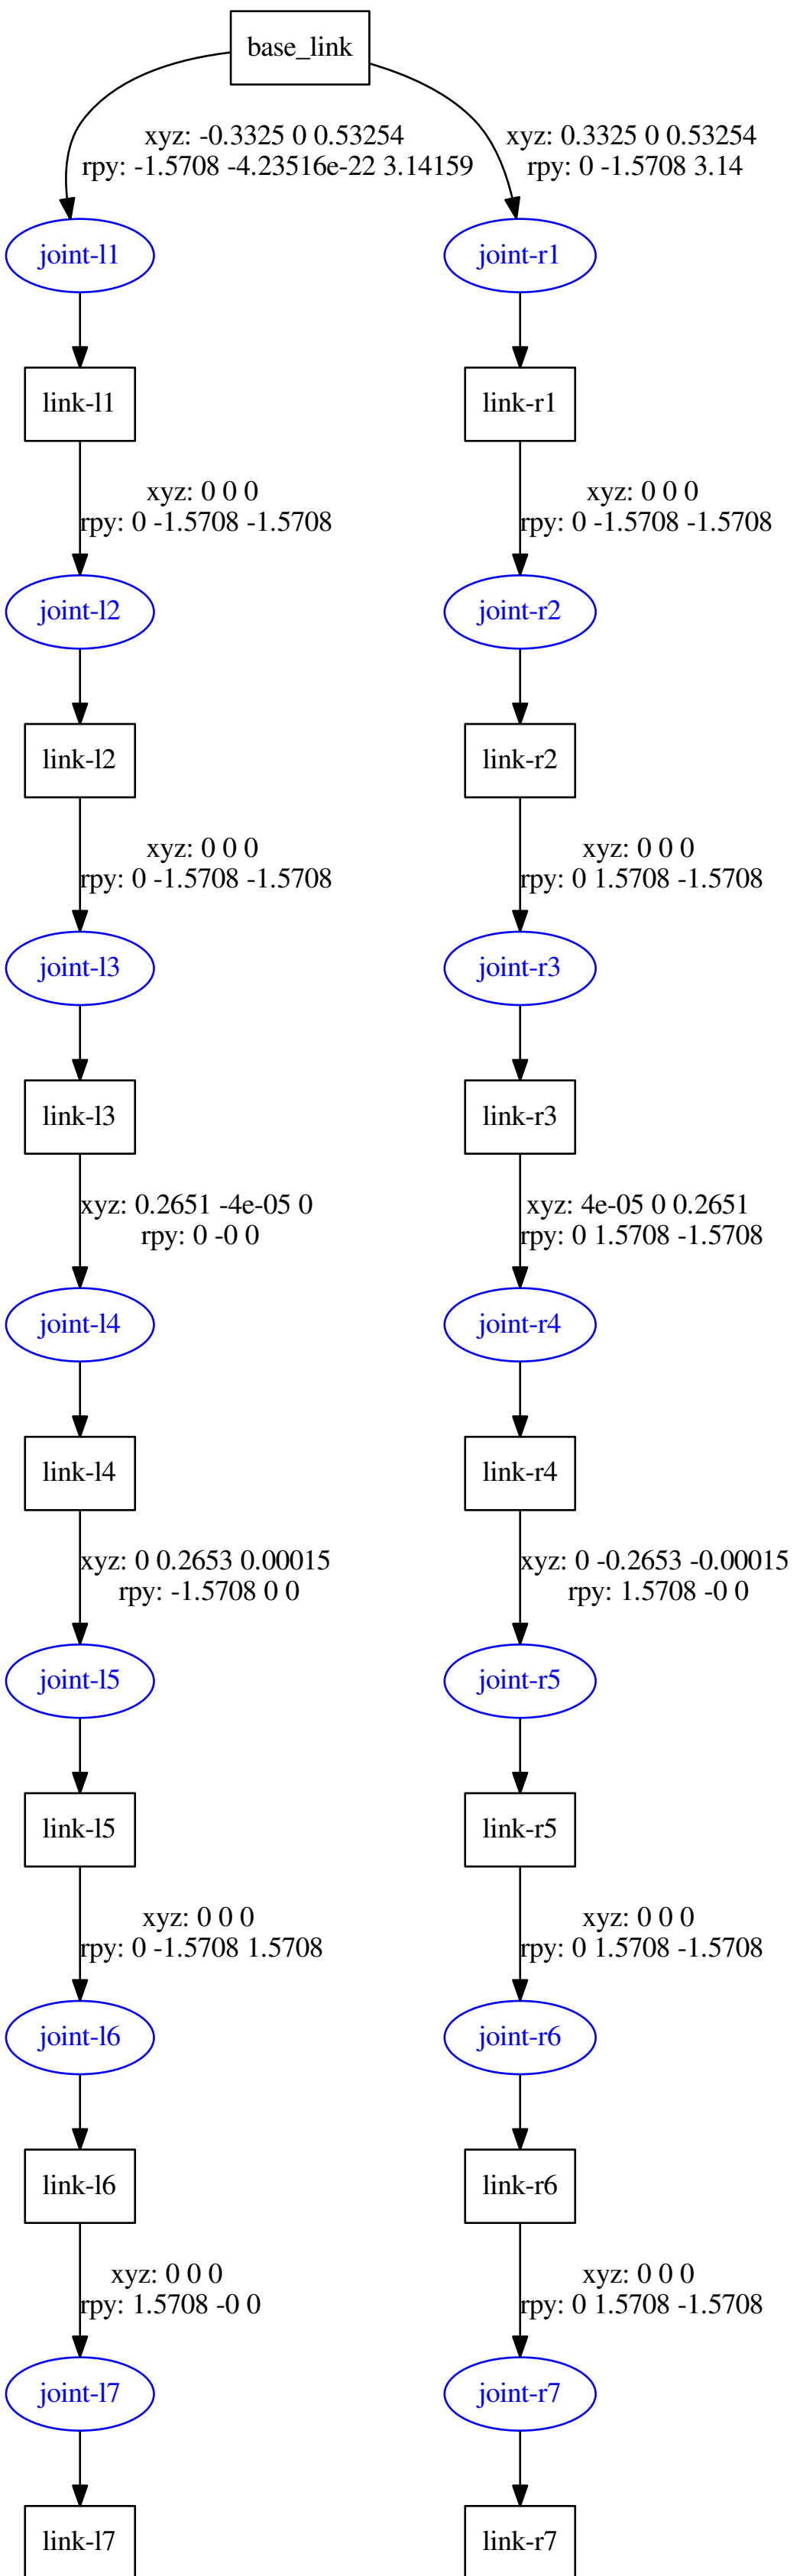 base_link
xyz: -0.3325 0 0.53254
rpy: -1.5708 -4.23516e-22 3.14159
xyz: 0.3325 0 0.53254
rpy: 0 -1.5708 3.14
joint-l1
joint-r1
link-l1
link-r1
xyz: 0 0 0
rpy: 0 -1.5708 -1.5708
xyz: 0 0 0
rpy: 0 -1.5708 -1.5708
joint-l2
joint-r2
link-l2
link-r2
xyz: 0 0 0
rpy: 0 -1.5708 -1.5708
xyz: 0 0 0
rpy: 0 1.5708 -1.5708
joint-l3
joint-r3
link-l3
link-r3
xyz: 0.2651 -4e-05 0
rpy: 0 -0 0
xyz: 4e-05 0 0.2651
rpy: 0 1.5708 -1.5708
joint-l4
joint-r4
link-l4
link-r4
xyz: 0 0.2653 0.00015
rpy: -1.5708 0 0
xyz: 0 -0.2653 -0.00015
rpy: 1.5708 -0 0
joint-l5
joint-r5
link-l5
link-r5
xyz: 0 0 0
rpy: 0 -1.5708 1.5708
xyz: 0 0 0
rpy: 0 1.5708 -1.5708
joint-l6
joint-r6
link-l6
link-r6
xyz: 0 0 0
rpy: 1.5708 -0 0
xyz: 0 0 0
rpy: 0 1.5708 -1.5708
joint-l7
joint-r7
link-l7
link-r7